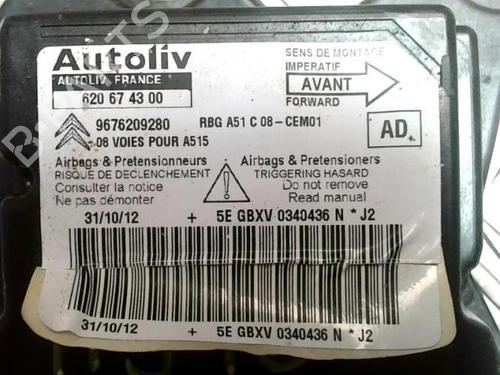 Autoliv
AUTOLIV FRANCE
620 67 43 00
SENS DE MONTAGE
IMPERATIF
AVANT
FORWARD
9676209280 RBG A51 C 08-CEM01
08 VOIES POUR A515
AD
Airbags & Pretensionneurs
RISQUE DE DECLENCHEMENT
Consulter la notice
Ne pas démonter
Airbags & Pretensioners
TRIGGERING HASARD
Do not remove
Read manual
31/10/12 + 5E GBXV 0340436 N * J2
31/10/12 + 5E GBXV 0340436 N * J2